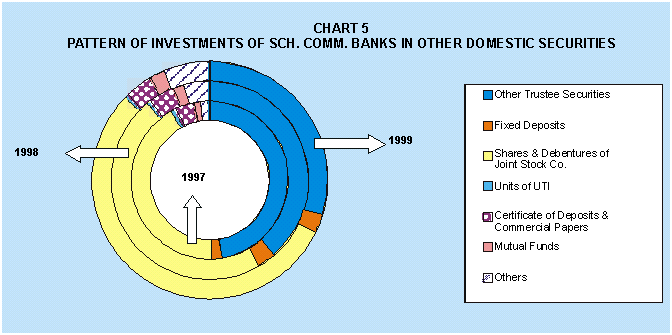 CHART 5
PATTERN OF INVESTMENTS OF SCH. COMM. BANKS IN OTHER DOMESTIC SECURITIES
1999
1998
1997
Other Trustee Securities
Fixed Deposits
Shares & Debentures of
Joint Stock Co.
Units of UTI
Certificate of Deposits &
Commercial Papers
Mutual Funds
Others